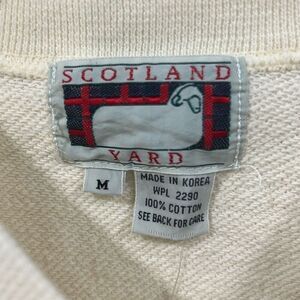 SCOTLAND
YARD
M
MADE IN KOREA
WPL 2290
100% COTTON
SEE BACK FOR CARE